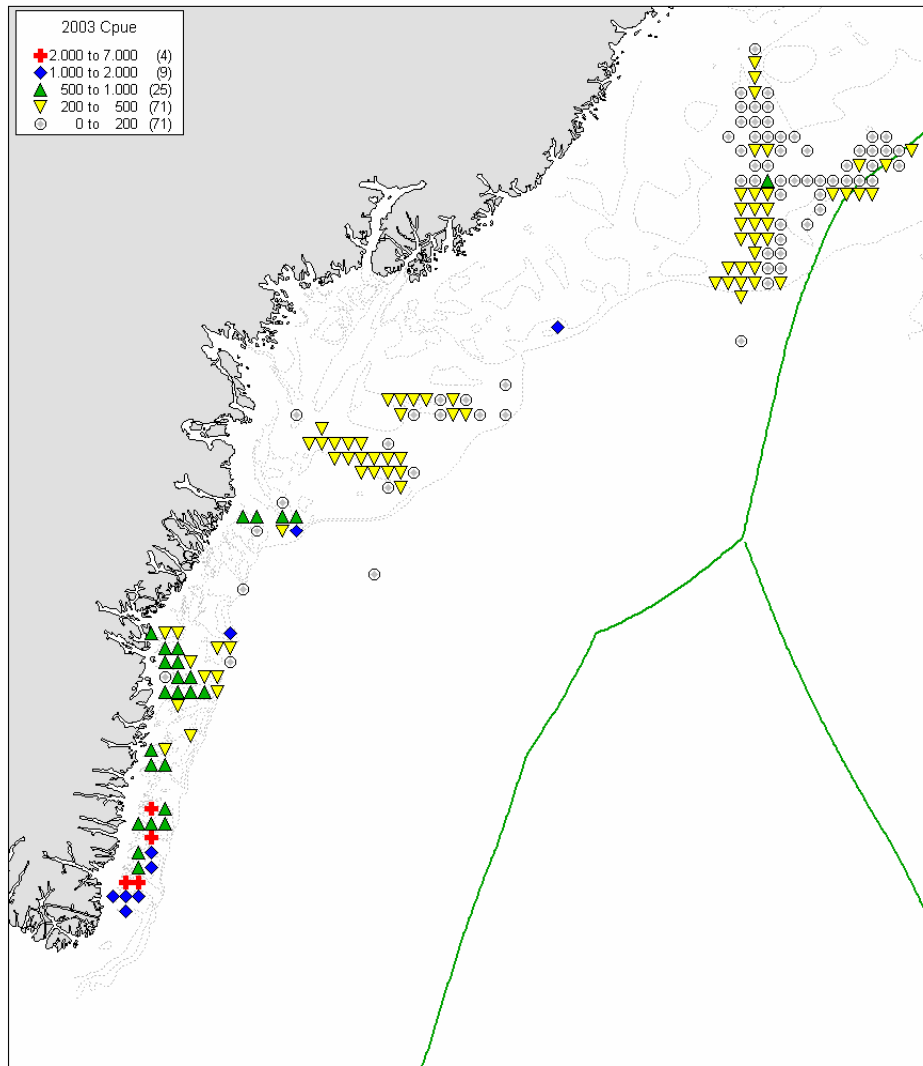 2003 Cpue
2.000 to 7.000 (4)
1.000 to 2.000 (9)
500 to 1.000 (25)
200 to 500 (71)
0 to 200 (71)